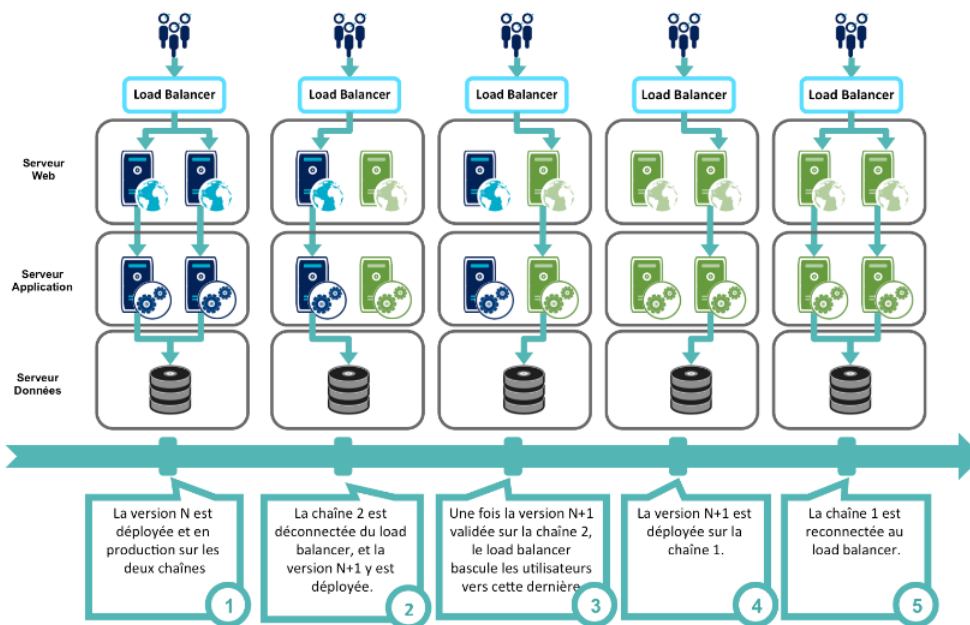 Load Balancer
Load Balancer
Load Balancer
Load Balancer
Load Balancer
Serveur
Web
Serveur
Application
Serveur
Données
La version N est
déployée et en
production sur les
deux chaînes
1
La chaîne 2 est
déconnectée du load
balancer, et la
version N+1 y est
déployée.
2
Une fois la version N+1
validée sur la chaîne 2,
le load balancer
bascule les utilisateurs
vers cette dernière
3
La version N+1 est
déployée sur la
chaîne 1.
4
La chaîne 1 est
reconnectée au
load balancer.
5